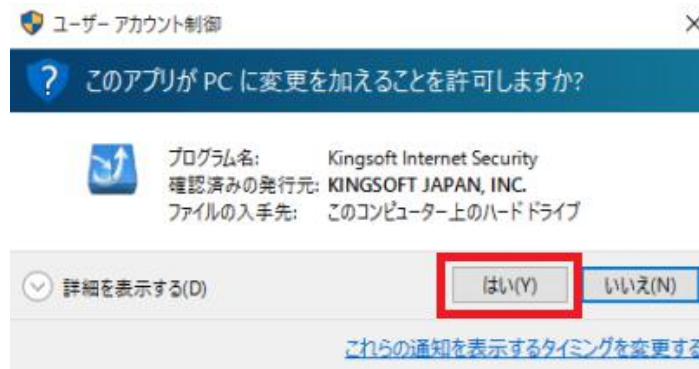 ユーザー アカウント制御
このアプリが PC に変更を加えることを許可しますか?
プログラム名: Kingsoft Internet Security
確認済みの発行元: KINGSOFT JAPAN, INC.
ファイルの入手先: このコンピューター上のハード ドライブ
詳細を表示する(D) はい(Y) いいえ(N)
これらの通知を表示するタイミングを変更する